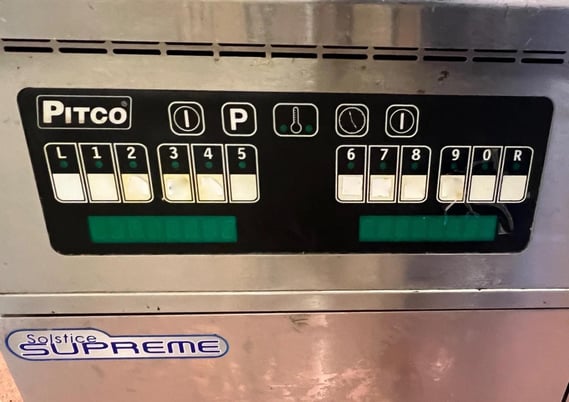 PITCO®
I P I
L 1 2 3 4 5 6 7 8 9 0 R
Solstice
SUPREME